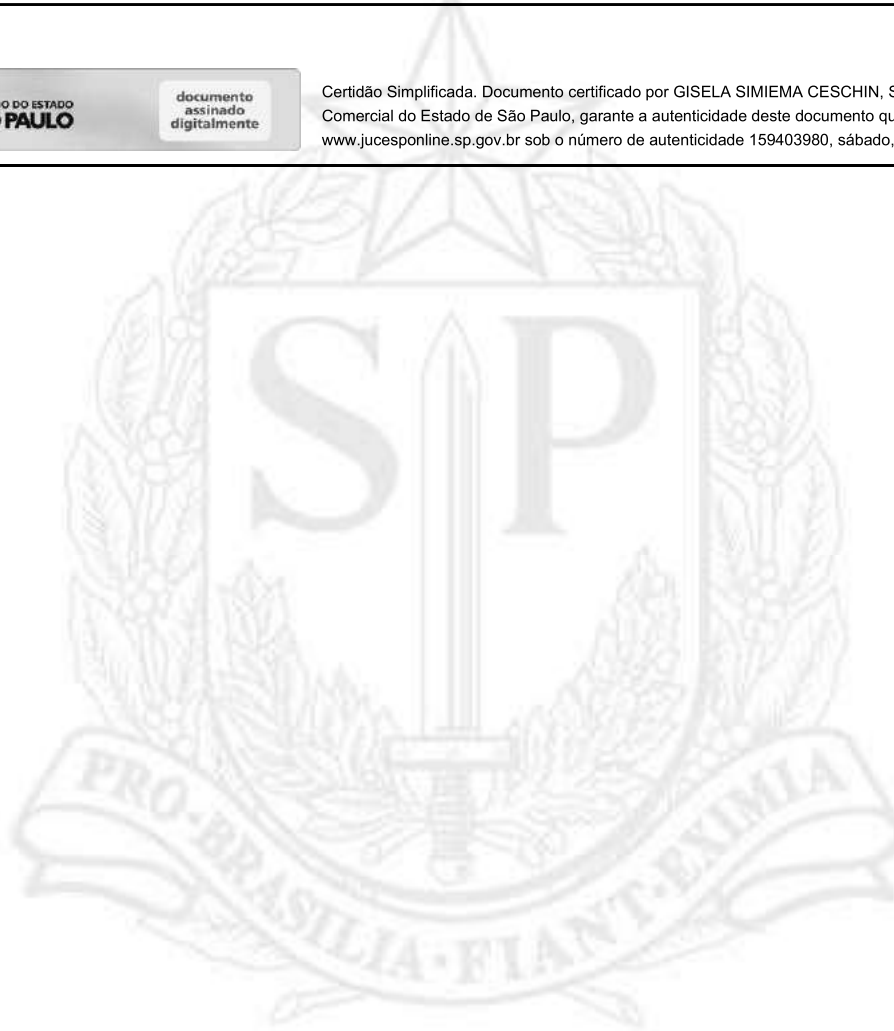 O DO ESTADO
PAULO
documento
assinado
digitalmente
Certidão Simplificada. Documento certificado por GISELA SIMIEMA CESCHIN, S
Comercial do Estado de São Paulo, garante a autenticidade deste documento qu
www.jucesponline.sp.gov.br sob o número de autenticidade 159403980, sábado,
SP
PRO·BRASILIA·FIANT·EXIMIA